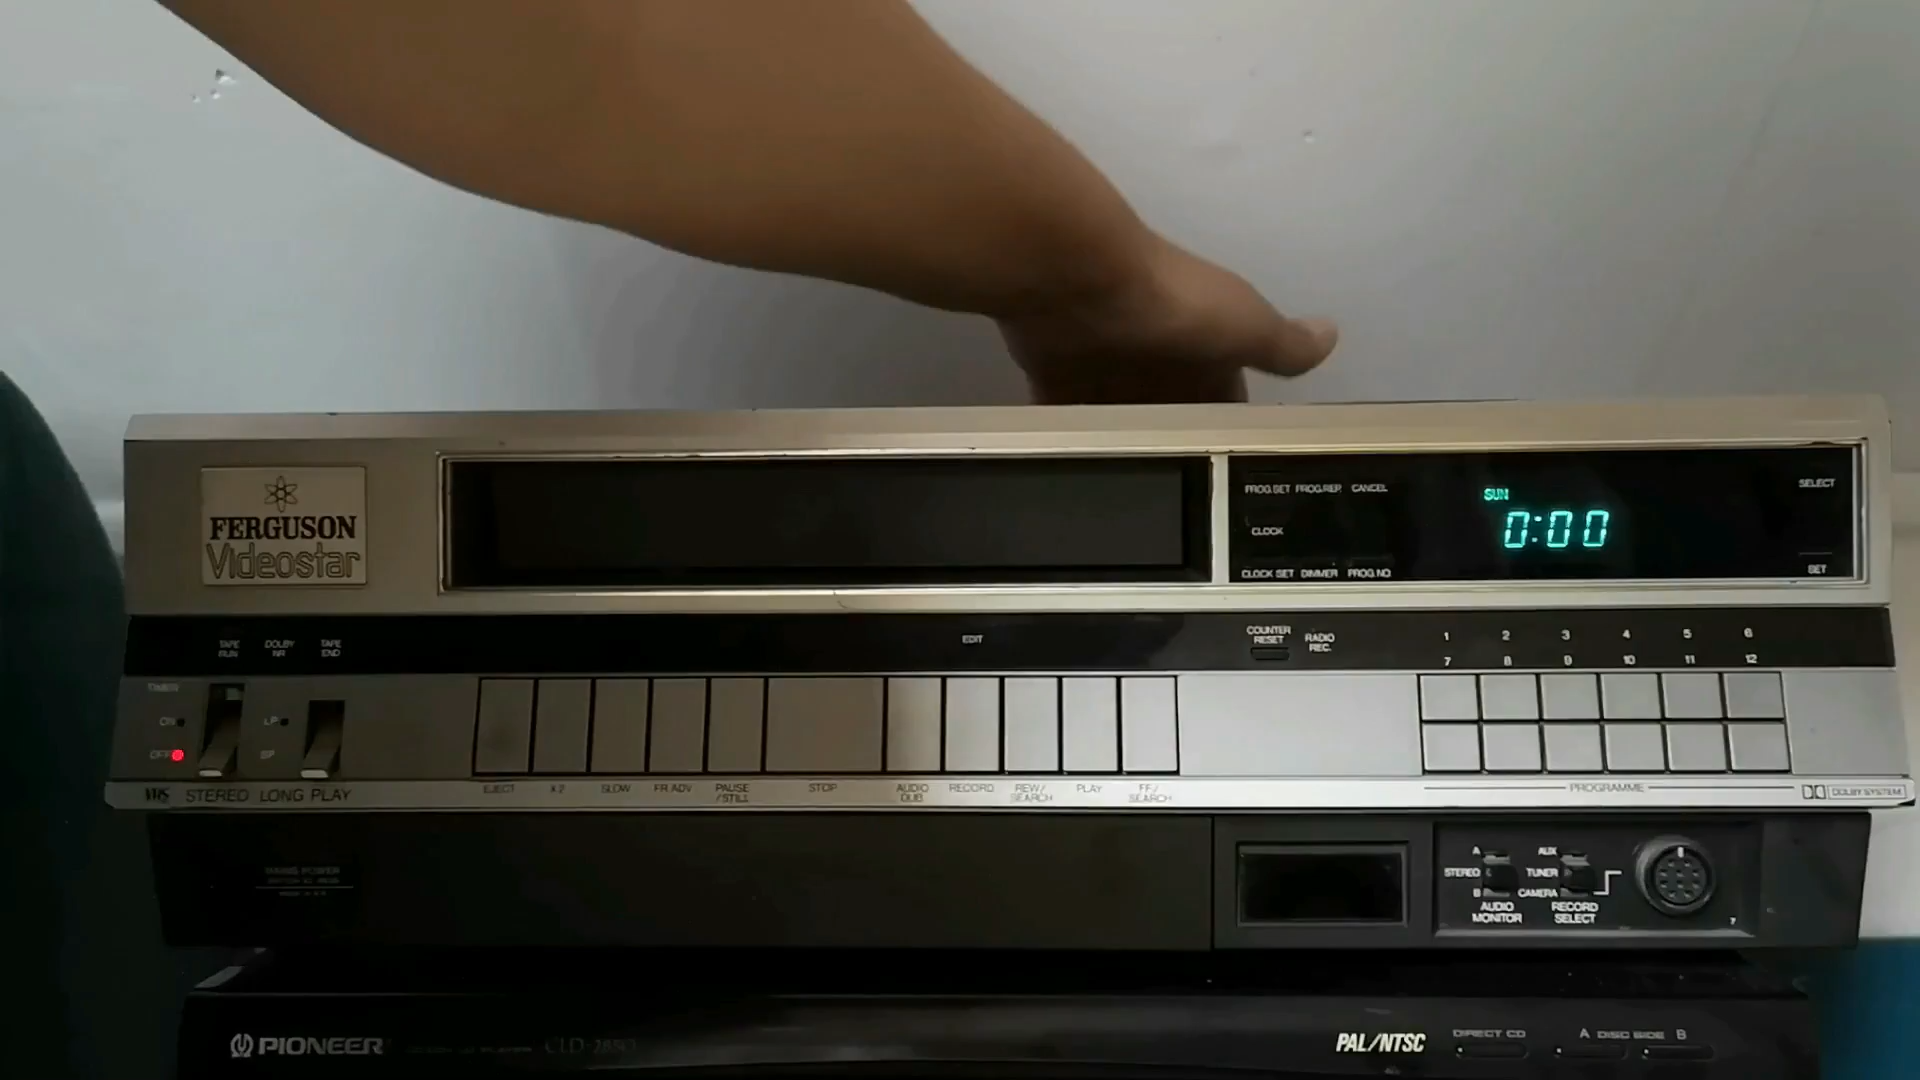 FERGUSON
Videostar
PROG.SET PROG.REP. CANCEL
CLOCK
CLOCK SET DIMMER PROG.NO.
SUN
0:00
SELECT
SET
TAPE RUN
DOLBY NR
TAPE END
EDIT
COUNTER RESET
RADIO REC.
1 2 3 4 5 6
7 8 9 10 11 12
TIMER
ON
OFF
LP
SP
VHS STEREO LONG PLAY
EJECT
X2
SLOW
FR.ADV
PAUSE /STILL
STOP
AUDIO DUB
RECORD
REW/ SEARCH
PLAY
FF/ SEARCH
PROGRAMME
DOLBY SYSTEM
MAINS POWER
A
STEREO
B
AUDIO MONITOR
AUX
TUNER
CAMERA
RECORD SELECT
PIONEER
PAL/NTSC
DIRECT CD
A DISC SIDE B